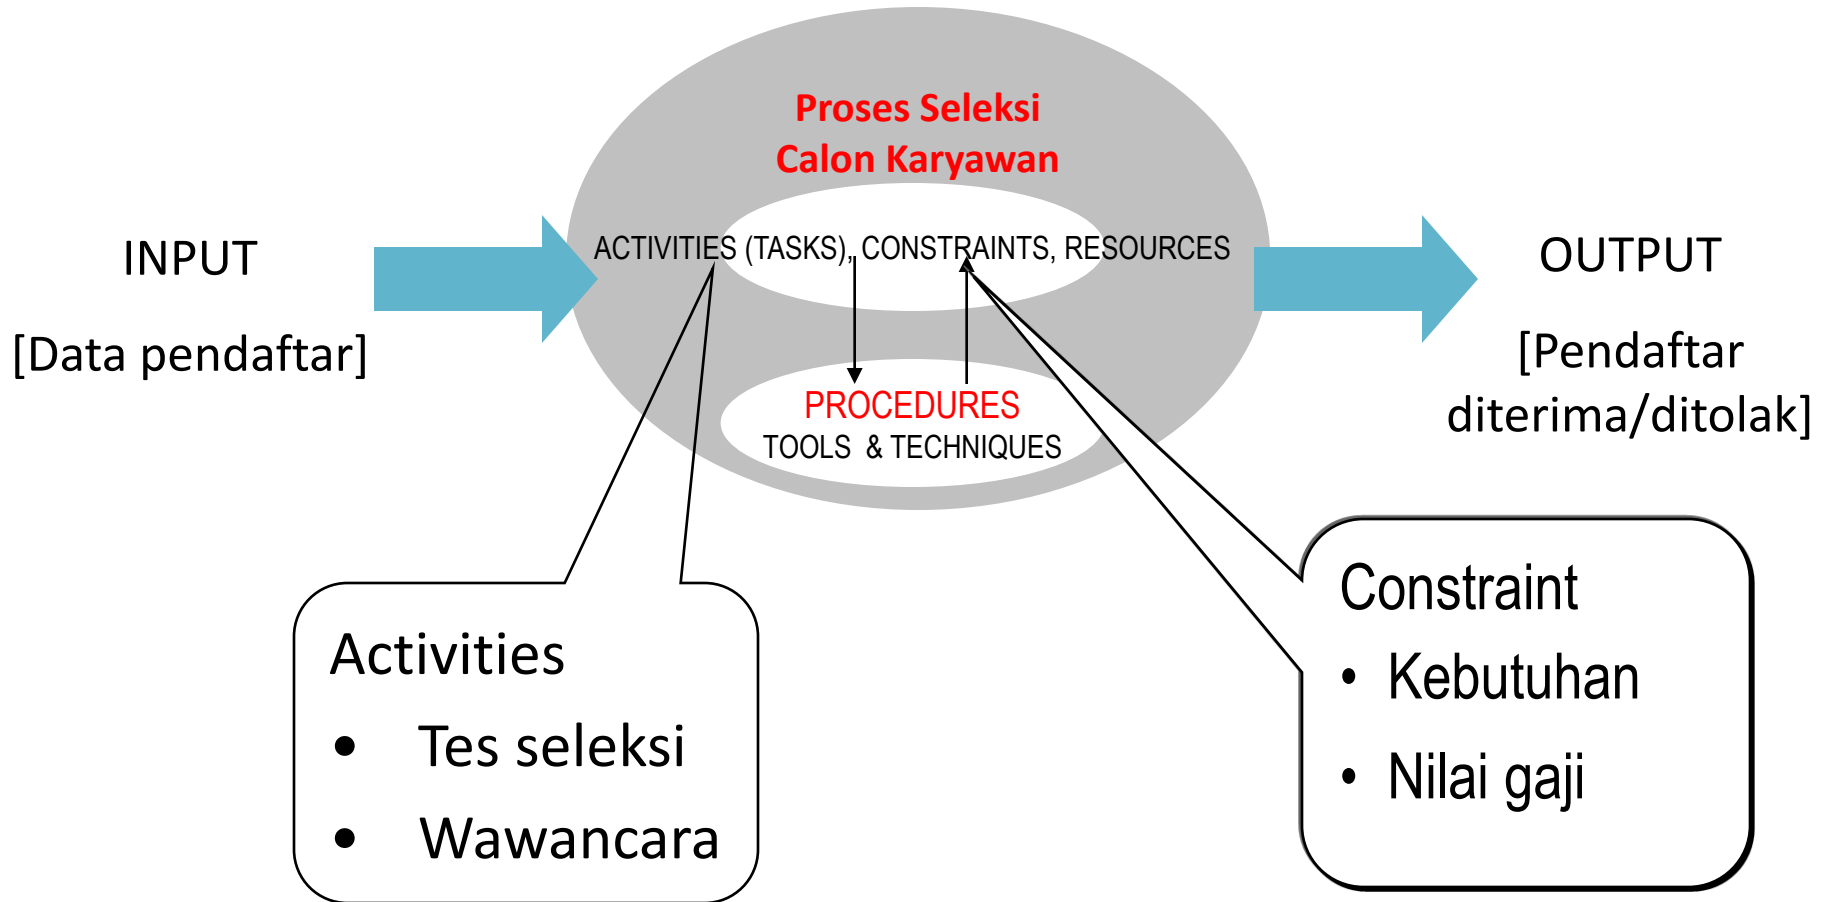 Proses Seleksi
Calon Karyawan
INPUT
[Data pendaftar]
ACTIVITIES (TASKS), CONSTRAINTS, RESOURCES
PROCEDURES
TOOLS & TECHNIQUES
OUTPUT
[Pendaftar
diterima/ditolak]
Activities
• Tes seleksi
• Wawancara
Constraint
• Kebutuhan
• Nilai gaji